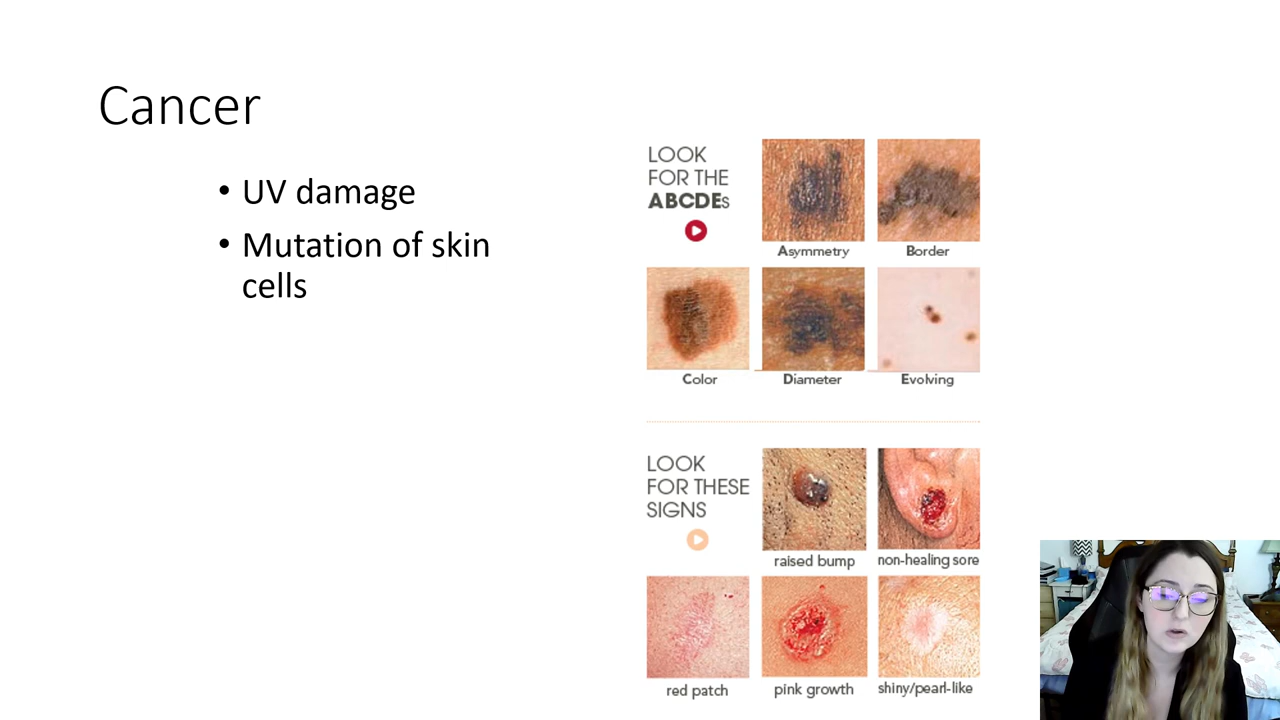 Cancer
• UV damage
• Mutation of skin
cells
LOOK
FOR THE
ABCDEs
Asymmetry
Border
Color
Diameter
Evolving
LOOK
FOR THESE
SIGNS
raised bump
non-healing sore
red patch
pink growth
shiny/pearl-like